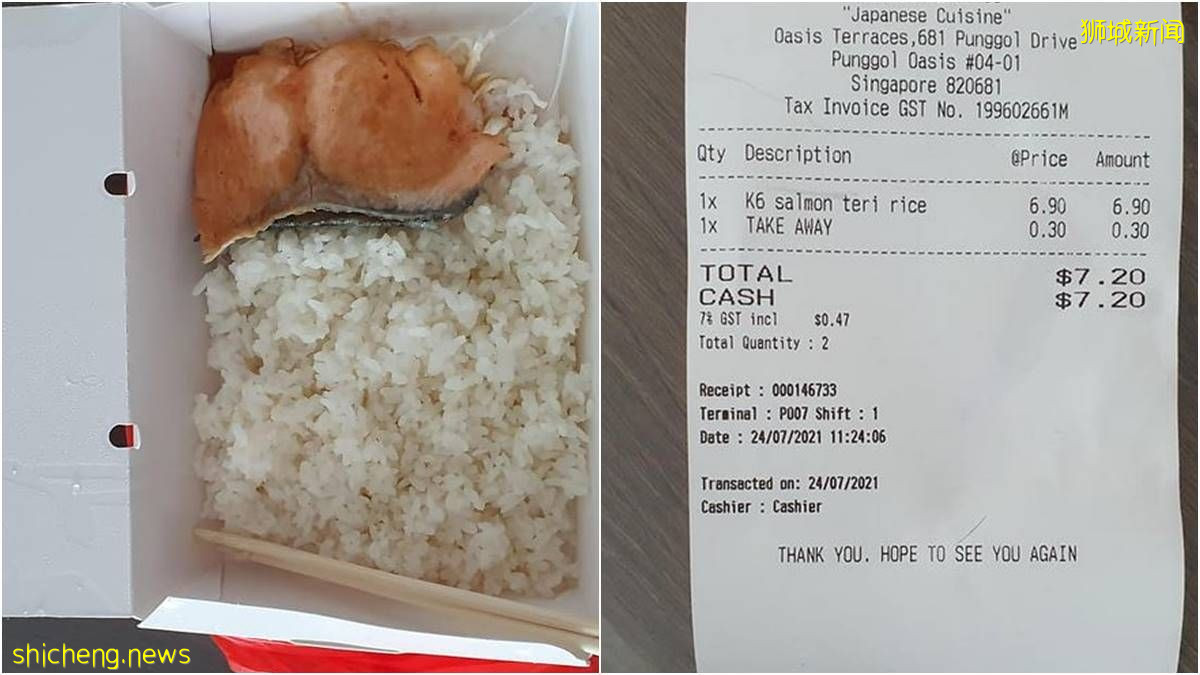 "Japanese Cuisine"
Oasis Terraces,681 Punggol Drive
Punggol Oasis #04-01
Singapore 820681
Tax Invoice GST No. 199602661M
Qty Description @Price Amount
1x K6 salmon teri rice 6.90 6.90
1x TAKE AWAY 0.30 0.30
TOTAL $7.20
CASH $7.20
7% GST incl $0.47
Total Quantity : 2
Receipt : 000146733
Terminal : P007 Shift : 1
Date : 24/07/2021 11:24:06
Transacted on: 24/07/2021
Cashier : Cashier
THANK YOU. HOPE TO SEE YOU AGAIN
狮城新闻
shicheng.news